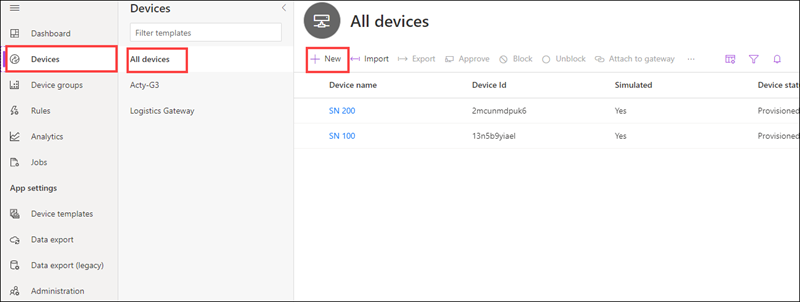 Dashboard
Devices
Device groups
Rules
Analytics
Jobs
App settings
Device templates
Data export
Data export (legacy)
Administration
Devices
Filter templates
All devices
Acty-G3
Logistics Gateway
All devices
New Import Export Approve Block Unblock Attach to gateway ...
Device name Device Id Simulated Device stat
SN 200 2mcunmdpuk6 Yes Provisioned
SN 100 13n5b9yiael Yes Provisioned